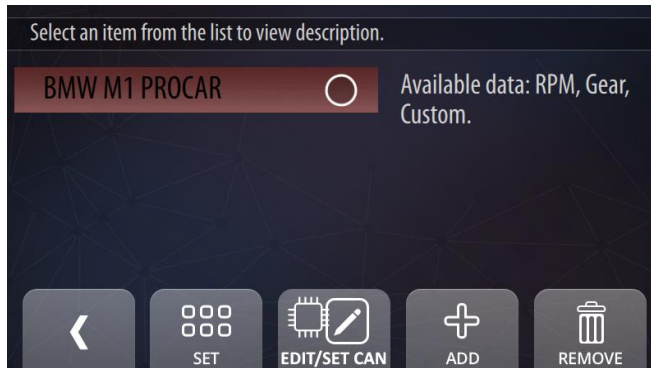 Select an item from the list to view description.
BMW M1 PROCAR
Available data: RPM, Gear,
Custom.
SET
EDIT/SET CAN
ADD
REMOVE